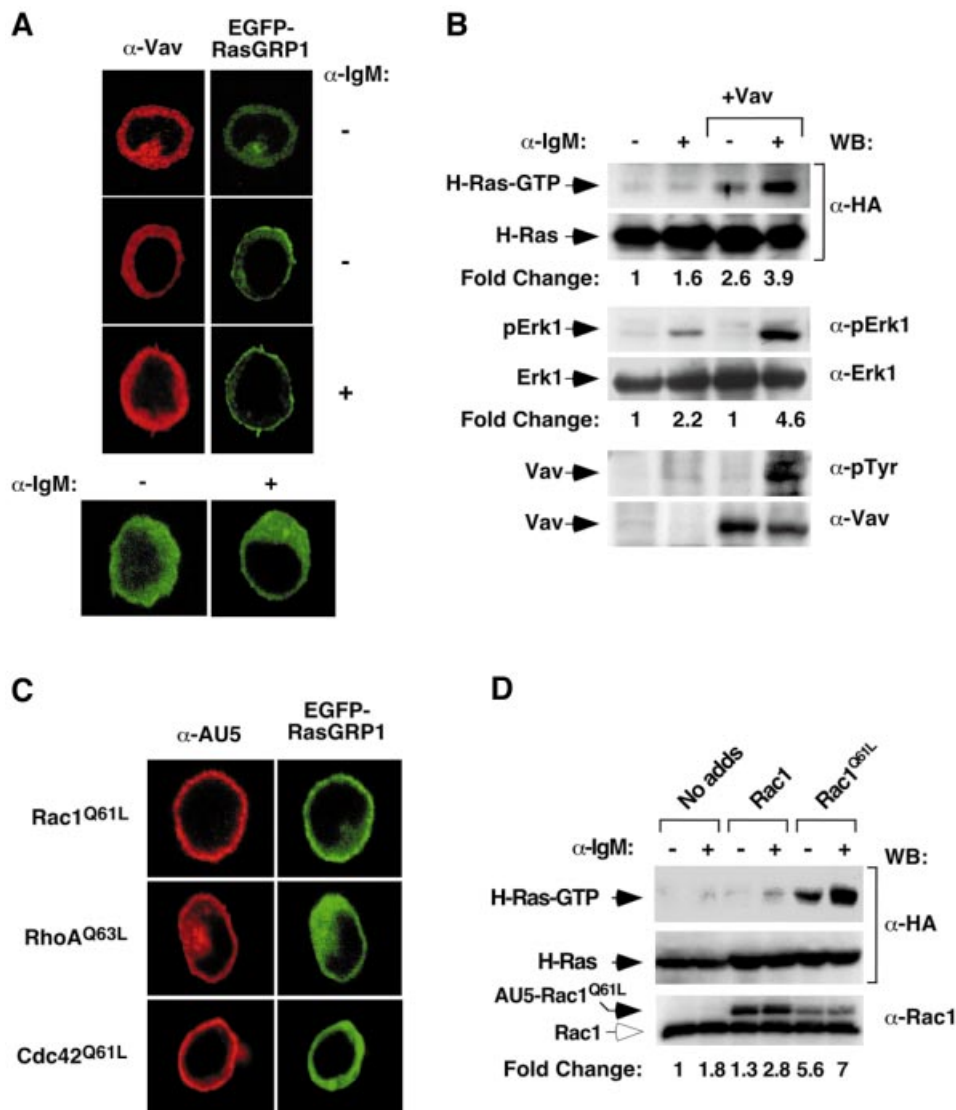 A
α-Vav
EGFP-
RasGRP1
α-IgM:
-
-
+
α-IgM: - +
B
+Vav
α-IgM: - + - + WB:
H-Ras-GTP
α-HA
H-Ras
Fold Change: 1 1.6 2.6 3.9
pErk1 α-pErk1
Erk1 α-Erk1
Fold Change: 1 2.2 1 4.6
Vav α-pTyr
Vav α-Vav
C
α-AU5
EGFP-
RasGRP1
Rac1Q61L
RhoAQ63L
Cdc42Q61L
D
No adds Rac1 Rac1Q61L
α-IgM: - + - + - + WB:
H-Ras-GTP
α-HA
H-Ras
AU5-Rac1Q61L
α-Rac1
Rac1
Fold Change: 1 1.8 1.3 2.8 5.6 7